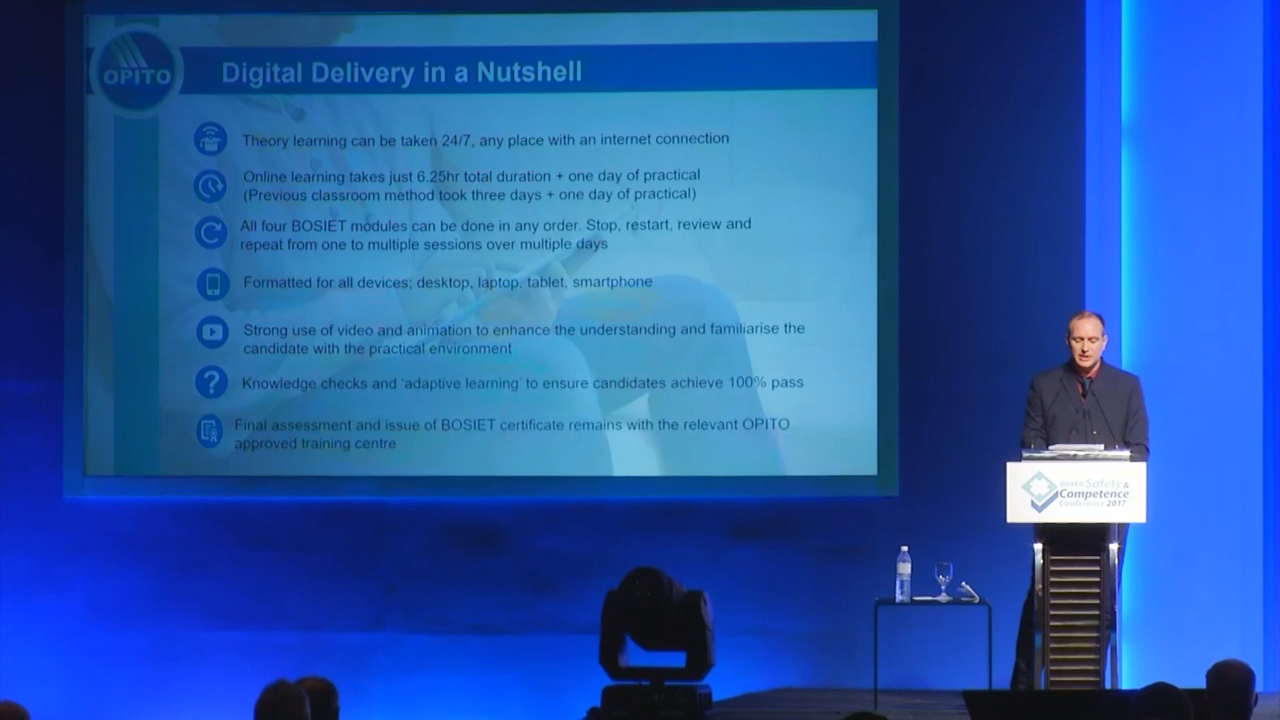 OPITO
Digital Delivery in a Nutshell
Theory learning can be taken 24/7, any place with an internet connection
Online learning takes just 6.25hr total duration + one day of practical
(Previous classroom method took three days + one day of practical)
All four BOSIET modules can be done in any order. Stop, restart, review and
repeat from one to multiple sessions over multiple days
Formatted for all devices; desktop, laptop, tablet, smartphone
Strong use of video and animation to enhance the understanding and familiarise the
candidate with the practical environment
Knowledge checks and ‘adaptive learning’ to ensure candidates achieve 100% pass
Final assessment and issue of BOSIET certificate remains with the relevant OPITO
approved training centre
OPITO Safety &
Competence
Conference 2017